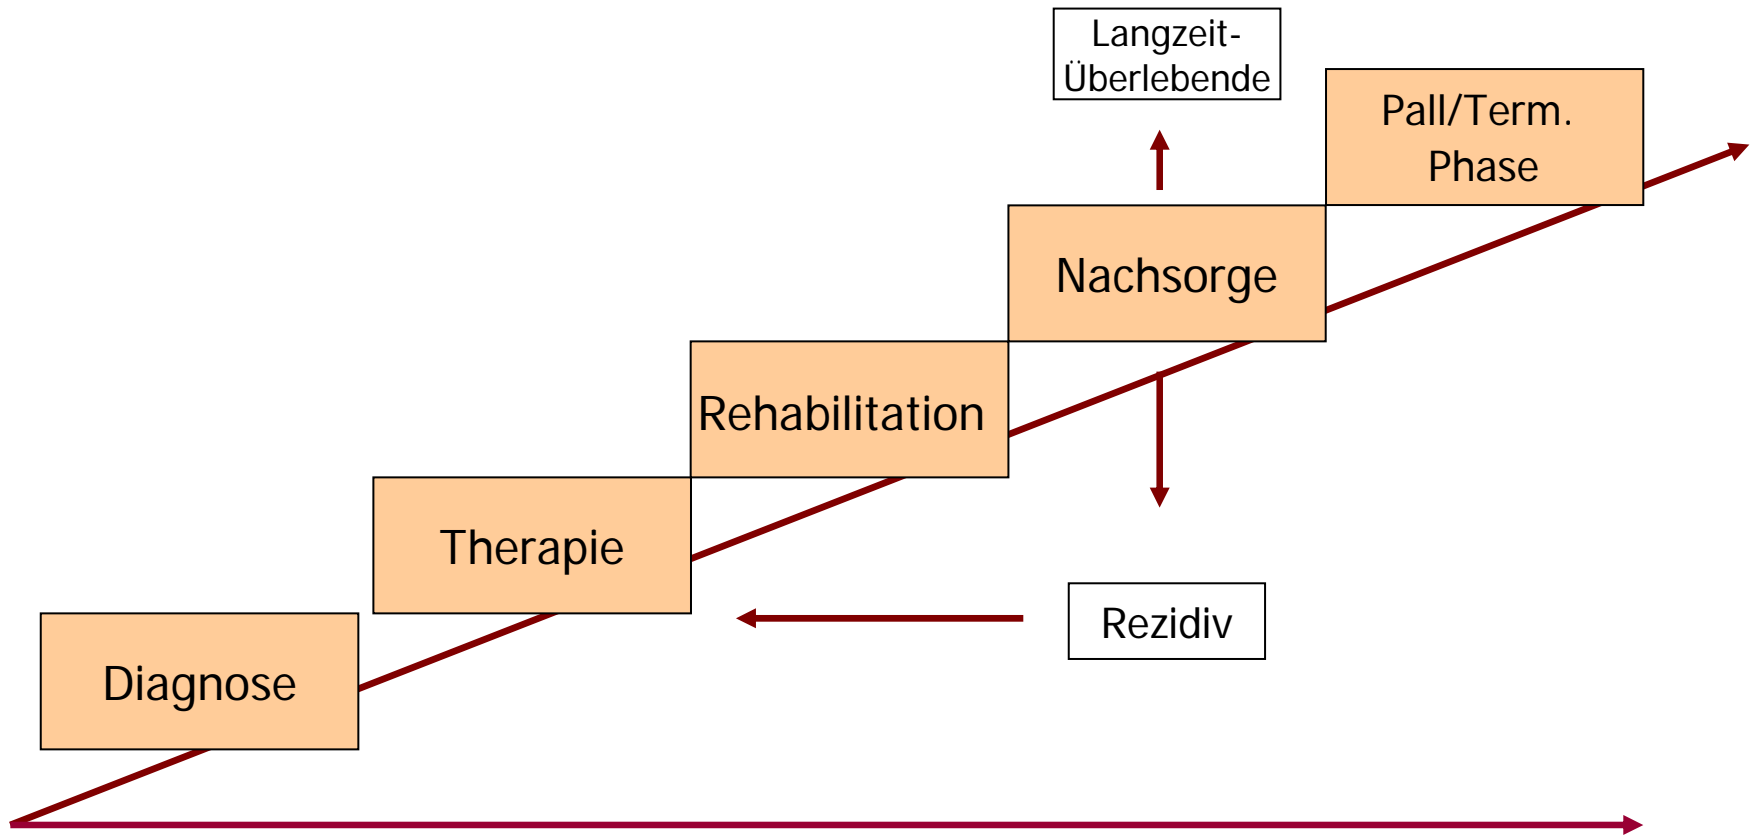 Langzeit-
Überlebende
Pall/Term.
Phase
Nachsorge
Rehabilitation
Therapie
Rezidiv
Diagnose